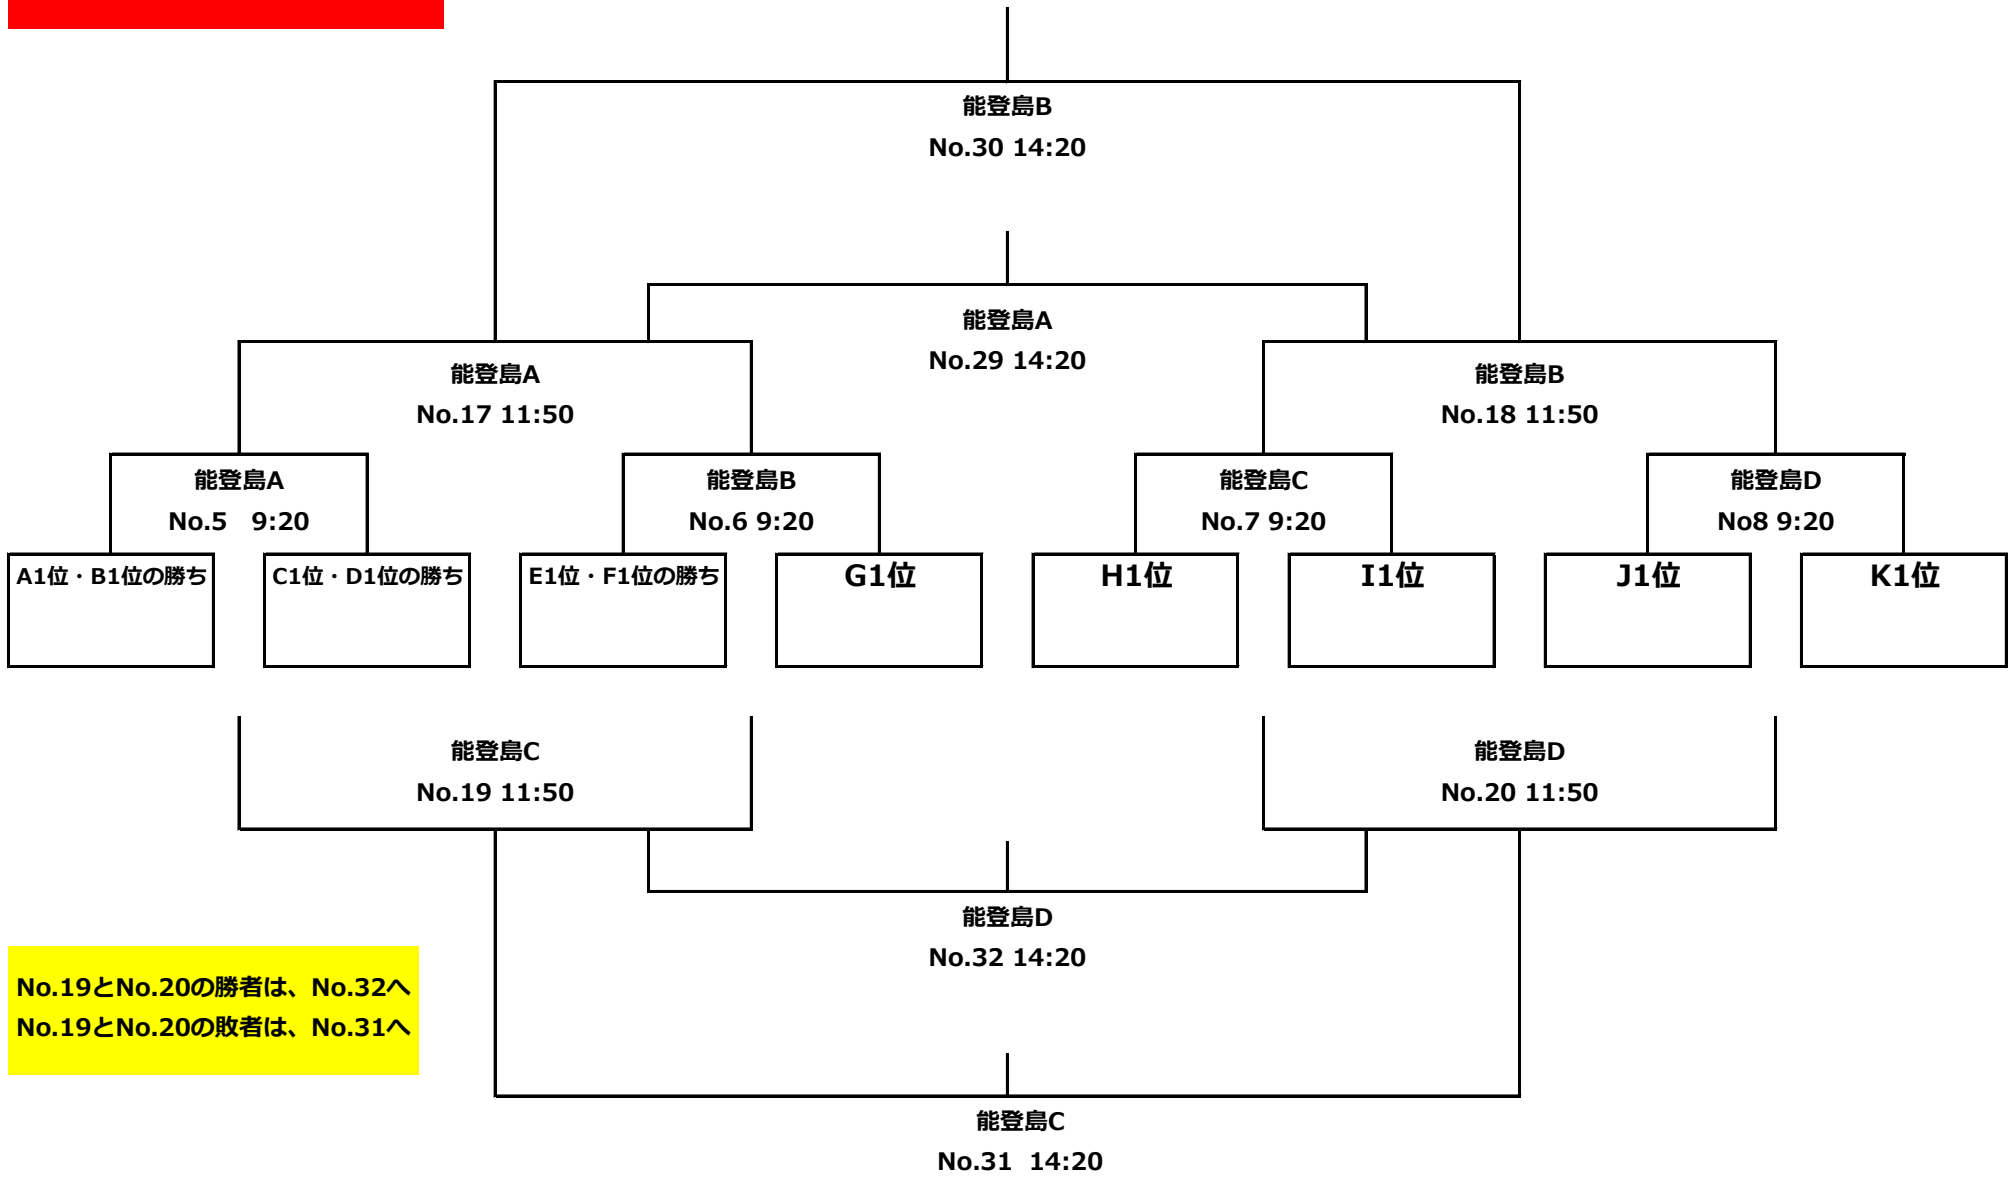 能登島B
No.30 14:20
能登島A
No.29 14:20
能登島A
No.17 11:50
能登島B
No.18 11:50
能登島A
No.5 9:20
能登島B
No.6 9:20
能登島C
No.7 9:20
能登島D
No8 9:20
A1位・B1位の勝ち
C1位・D1位の勝ち
E1位・F1位の勝ち
G1位
H1位
I1位
J1位
K1位
能登島C
No.19 11:50
能登島D
No.20 11:50
能登島D
No.32 14:20
No.19とNo.20の勝者は、No.32へ
No.19とNo.20の敗者は、No.31へ
能登島C
No.31 14:20